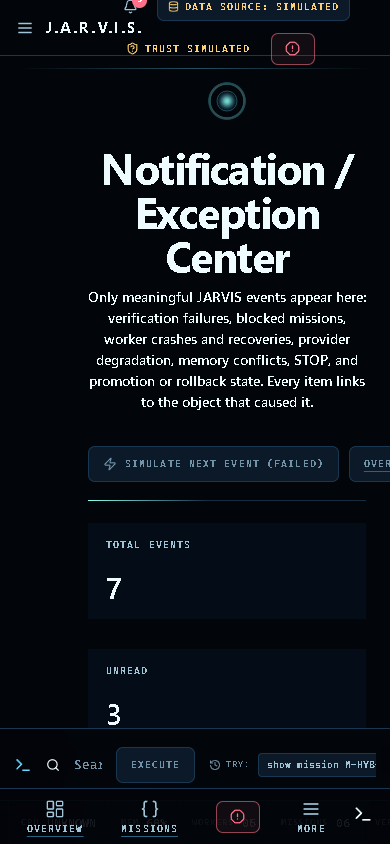 J.A.R.V.I.S.
DATA SOURCE: SIMULATED
TRUST SIMULATED
Notification /
Exception
Center
Only meaningful JARVIS events appear here:
verification failures, blocked missions,
worker crashes and recoveries, provider
degradation, memory conflicts, STOP, and
promotion or rollback state. Every item links
to the object that caused it.
SIMULATE NEXT EVENT (FAILED)
OVER
TOTAL EVENTS
7
UNREAD
3
Sear
EXECUTE
TRY:
show mission M-HYB
OVERVIEW
MISSIONS
MORE